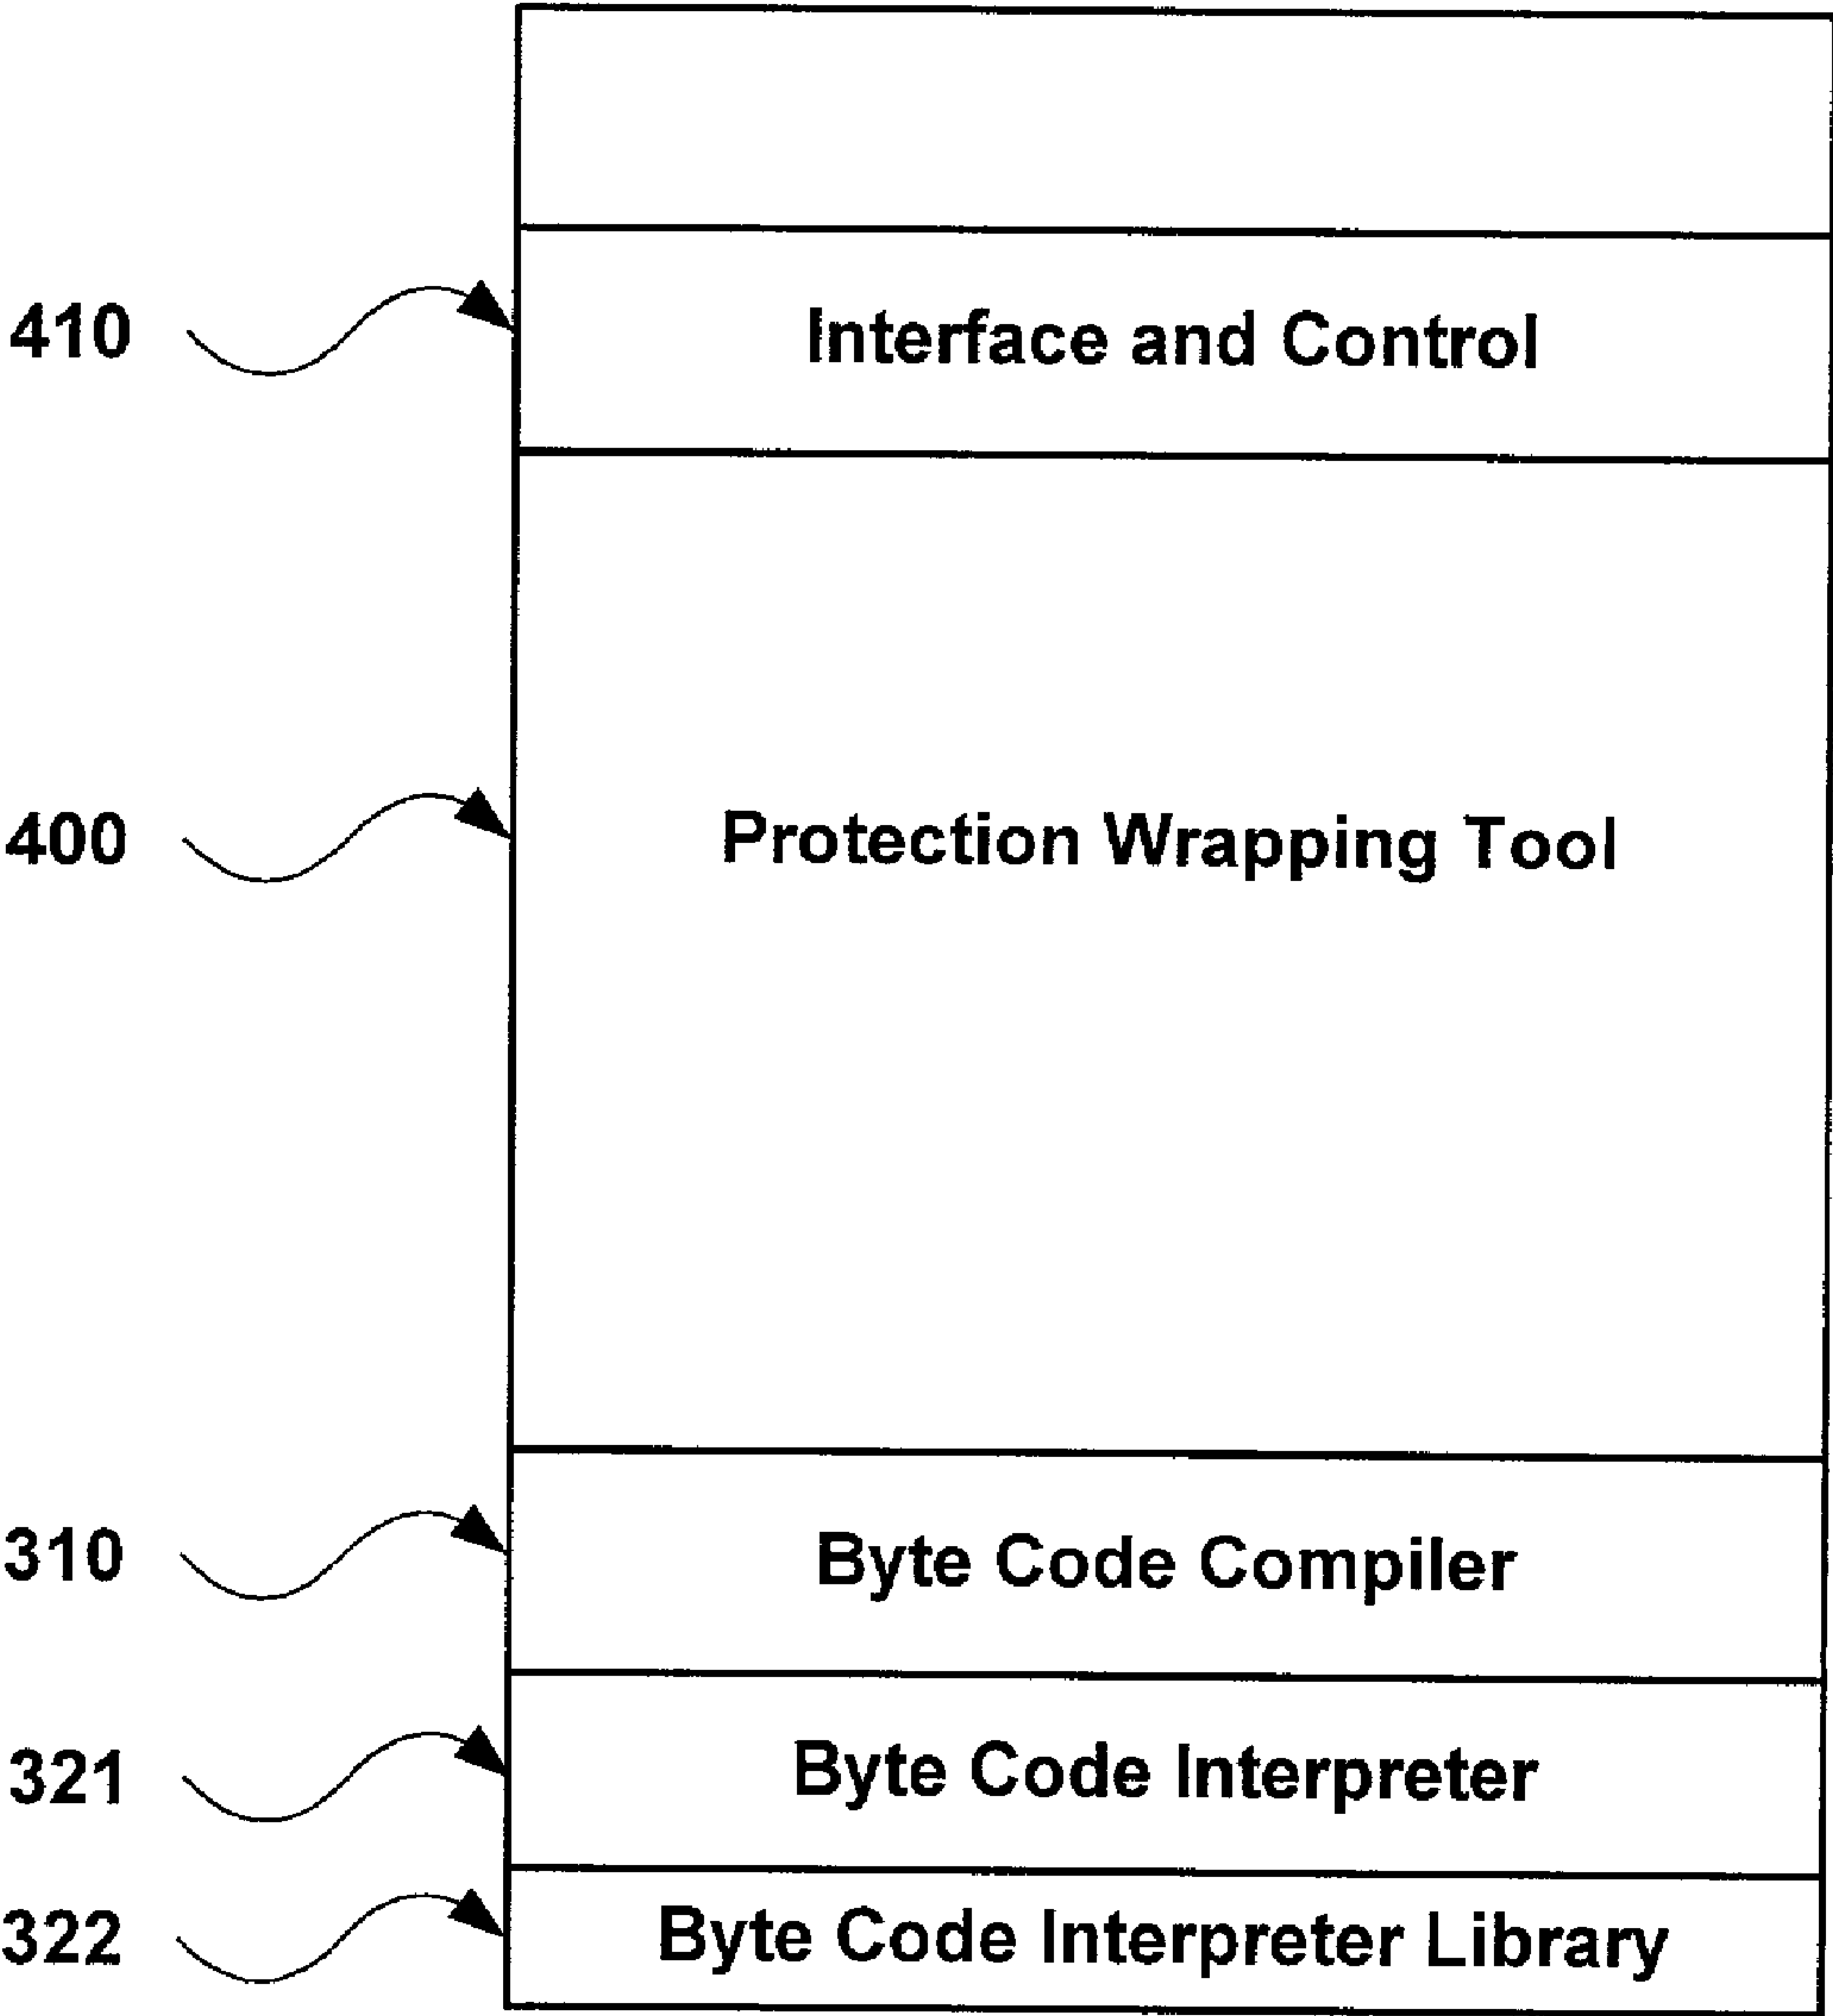 410 Interface and Control
400 Protection Wrapping Tool
310 Byte Code Compiler
321 Byte Code Interpreter
322 Byte Code Interpreter Library